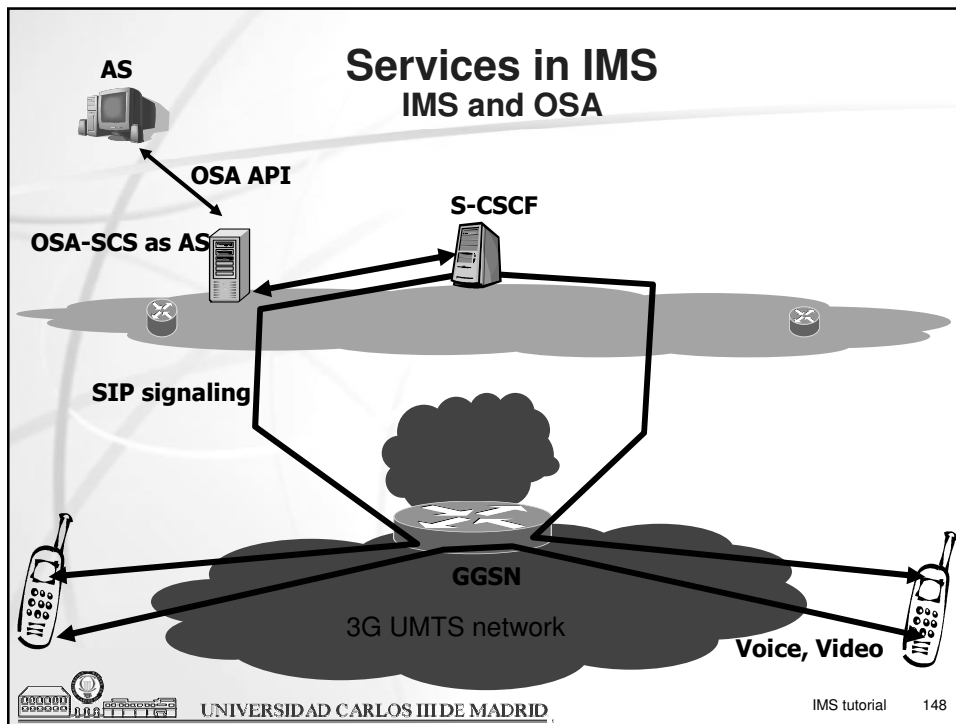 Services in IMS
IMS and OSA
AS
OSA API
S-CSCF
OSA-SCS as AS
SIP signaling
GGSN
3G UMTS network
Voice, Video
UNIVERSIDAD CARLOS III DE MADRID
IMS tutorial 148